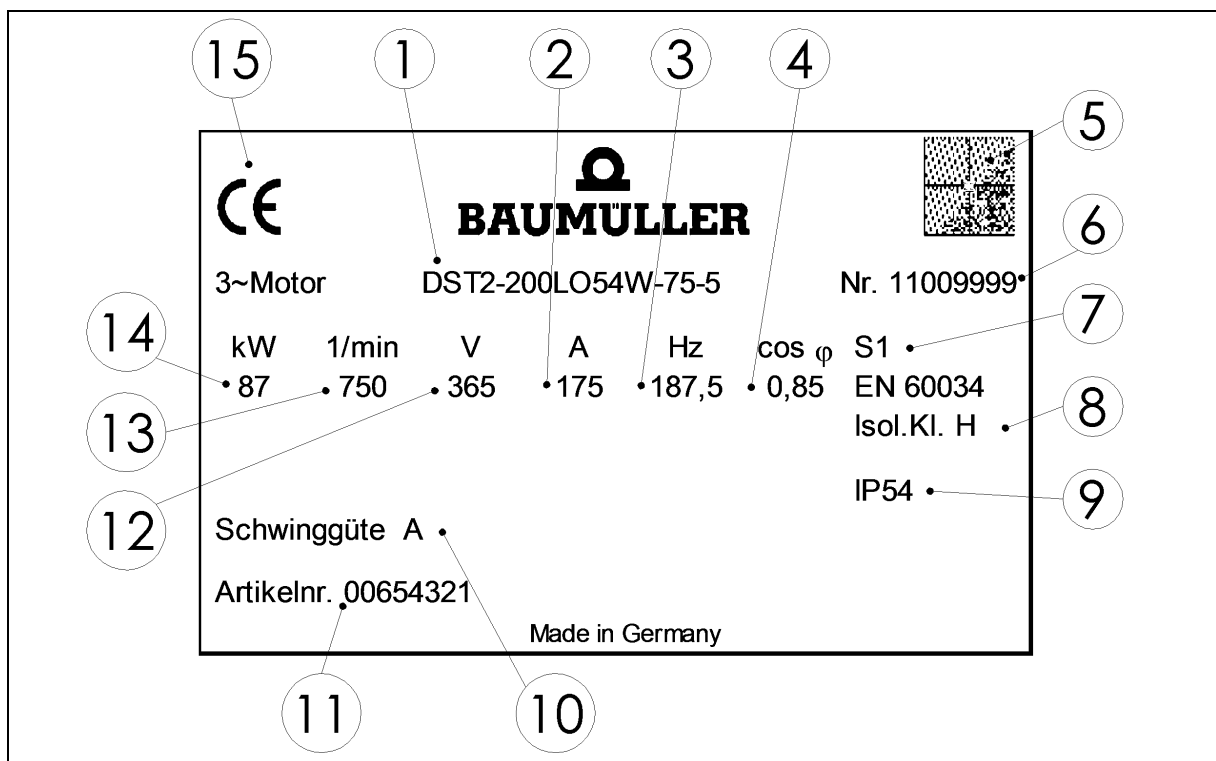 15 1 2 3 4
5
CE
BAUMÜLLER
6
3~Motor DST2-200LO54W-75-5 Nr. 11009999
7
14 kW 1/min V A Hz cos φ S1
87 750 365 175 187,5 0,85 EN 60034
13 Isol.Kl. H 8
IP54 9
12 Schwinggüte A
Artikelnr. 00654321
Made in Germany
11 10